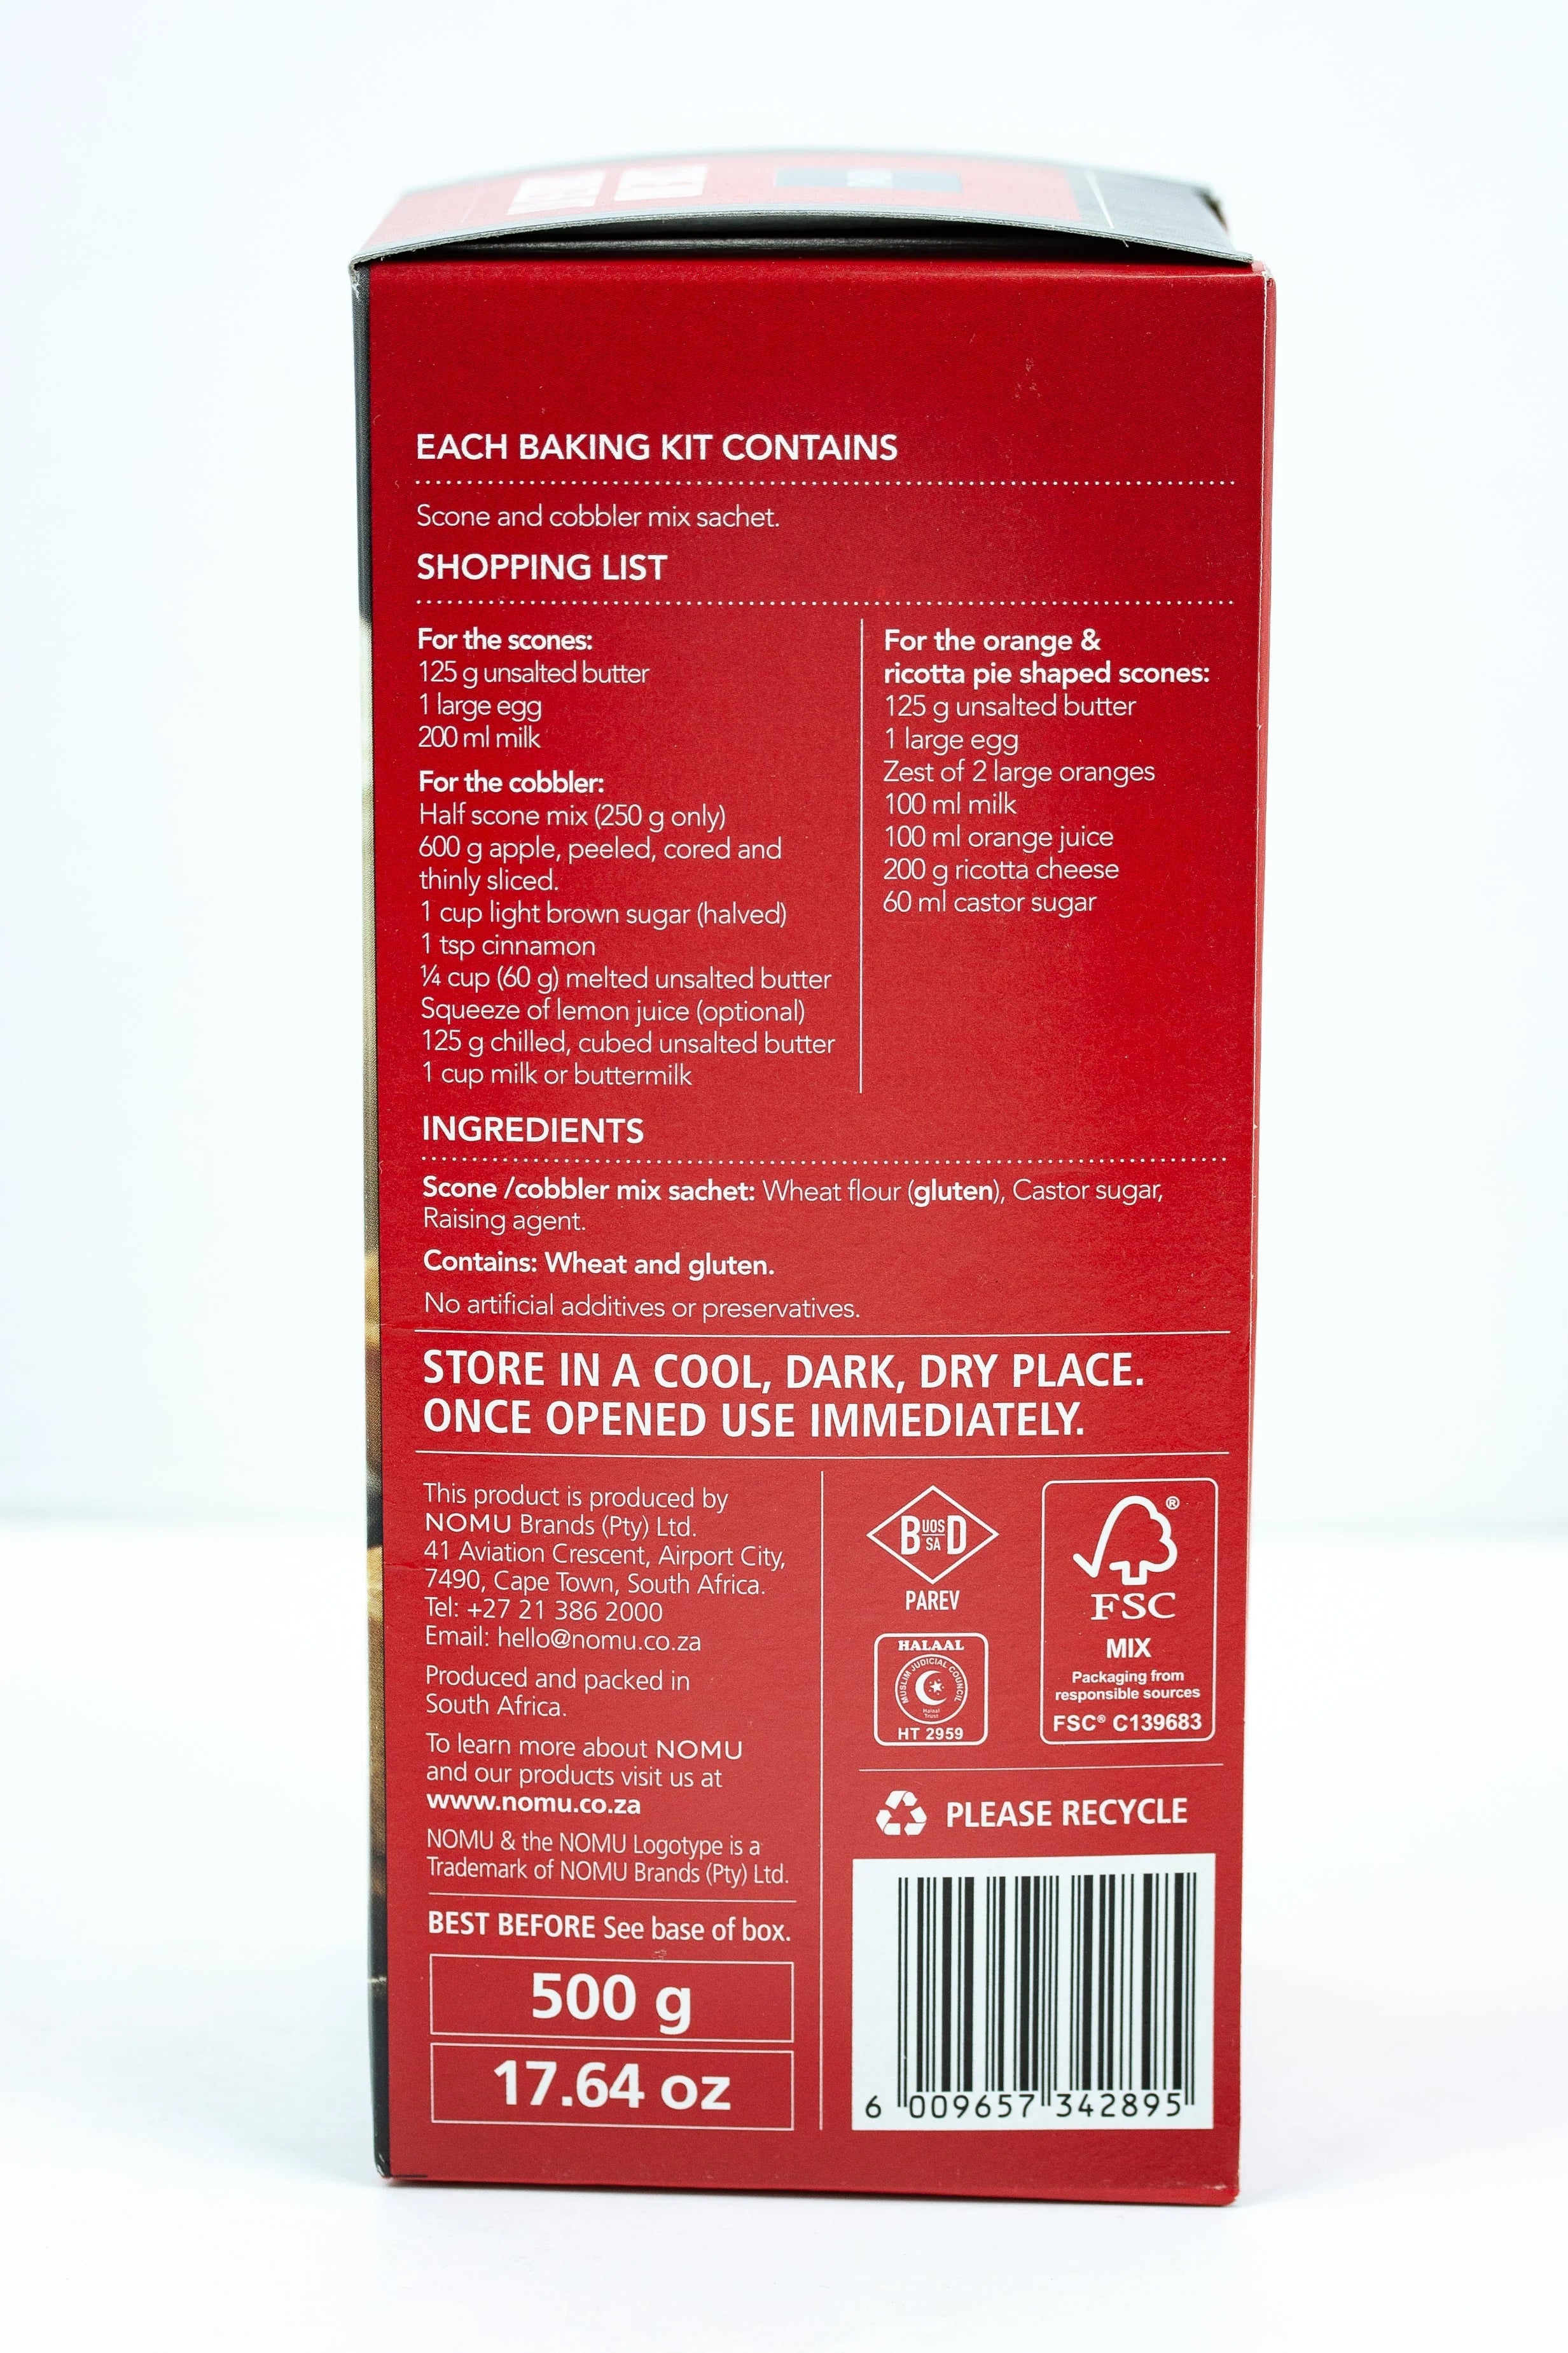 EACH BAKING KIT CONTAINS
Scone and cobbler mix sachet.
SHOPPING LIST
For the scones:
125 g unsalted butter
1 large egg
200 ml milk
For the cobbler:
Half scone mix (250 g only)
600 g apple, peeled, cored and
thinly sliced.
1 cup light brown sugar (halved)
1 tsp cinnamon
¼ cup (60 g) melted unsalted butter
Squeeze of lemon juice (optional)
125 g chilled, cubed unsalted butter
1 cup milk or buttermilk
For the orange &
ricotta pie shaped scones:
125 g unsalted butter
1 large egg
Zest of 2 large oranges
100 ml milk
100 ml orange juice
200 g ricotta cheese
60 ml castor sugar
INGREDIENTS
Scone /cobbler mix sachet: Wheat flour (gluten), Castor sugar,
Raising agent.
Contains: Wheat and gluten.
No artificial additives or preservatives.
STORE IN A COOL, DARK, DRY PLACE.
ONCE OPENED USE IMMEDIATELY.
This product is produced by
NOMU Brands (Pty) Ltd.
41 Aviation Crescent, Airport City,
7490, Cape Town, South Africa.
Tel: +27 21 386 2000
Email: hello@nomu.co.za
Produced and packed in
South Africa.
To learn more about NOMU
and our products visit us at
www.nomu.co.za
NOMU & the NOMU Logotype is a
Trademark of NOMU Brands (Pty) Ltd.
BEST BEFORE See base of box.
500 g
17.64 oz
B UOS SA D
PAREV
HALAAL
MUSLIM JUDICIAL COUNCIL
Halaal
Trust
HT 2959
®
FSC
MIX
Packaging from
responsible sources
FSC® C139683
PLEASE RECYCLE
6 009657 342895